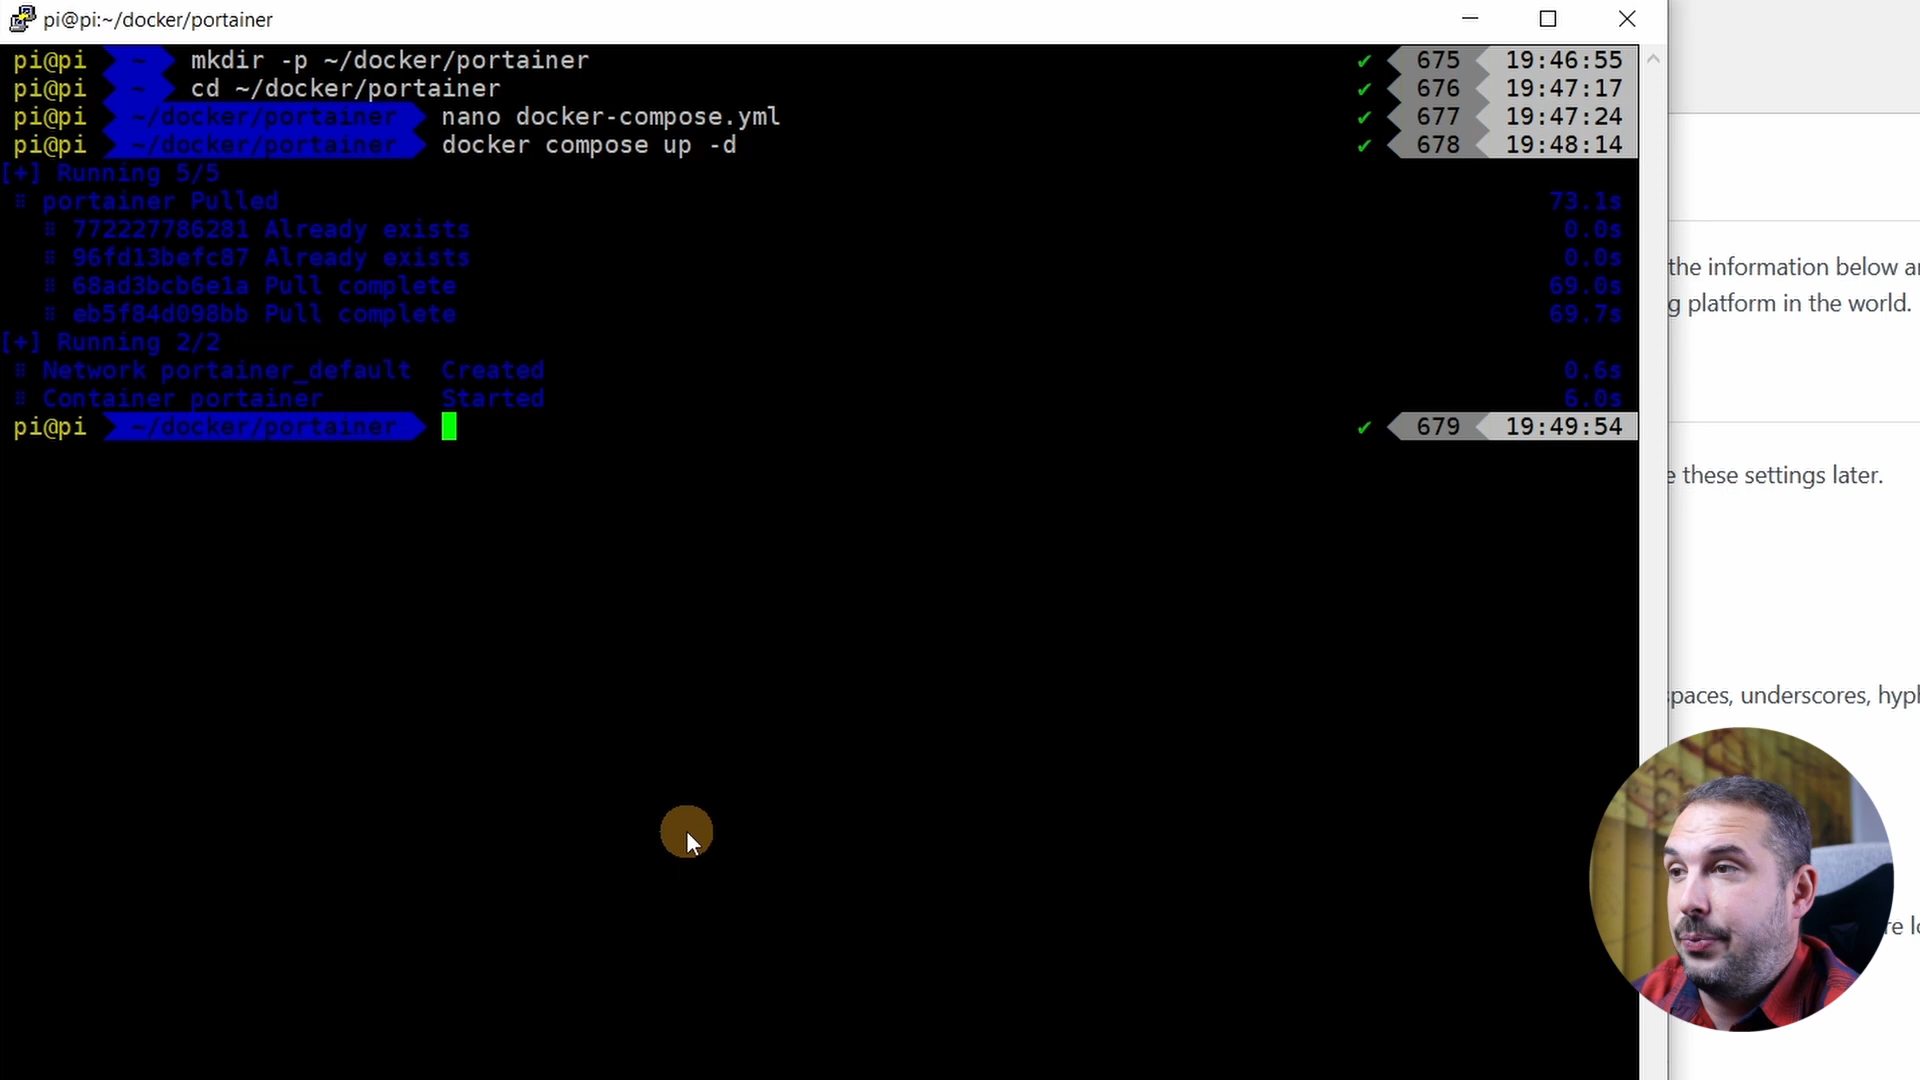 pi@pi:~/docker/portainer
pi@pi ~ mkdir -p ~/docker/portainer ✔ 675 19:46:55
pi@pi ~ cd ~/docker/portainer ✔ 676 19:47:17
pi@pi ~/docker/portainer nano docker-compose.yml ✔ 677 19:47:24
pi@pi ~/docker/portainer docker compose up -d ✔ 678 19:48:14
[+] Running 5/5
⠿ portainer Pulled 73.1s
⠿ 772227786281 Already exists 0.0s
⠿ 96fd13befc87 Already exists 0.0s
⠿ 68ad3bcb6e1a Pull complete 69.0s
⠿ eb5f84d098bb Pull complete 69.7s
[+] Running 2/2
⠿ Network portainer_default Created 0.6s
⠿ Container portainer Started 6.0s
pi@pi ~/docker/portainer ✔ 679 19:49:54
the information below
g platform in the world.
these settings later.
spaces, underscores,